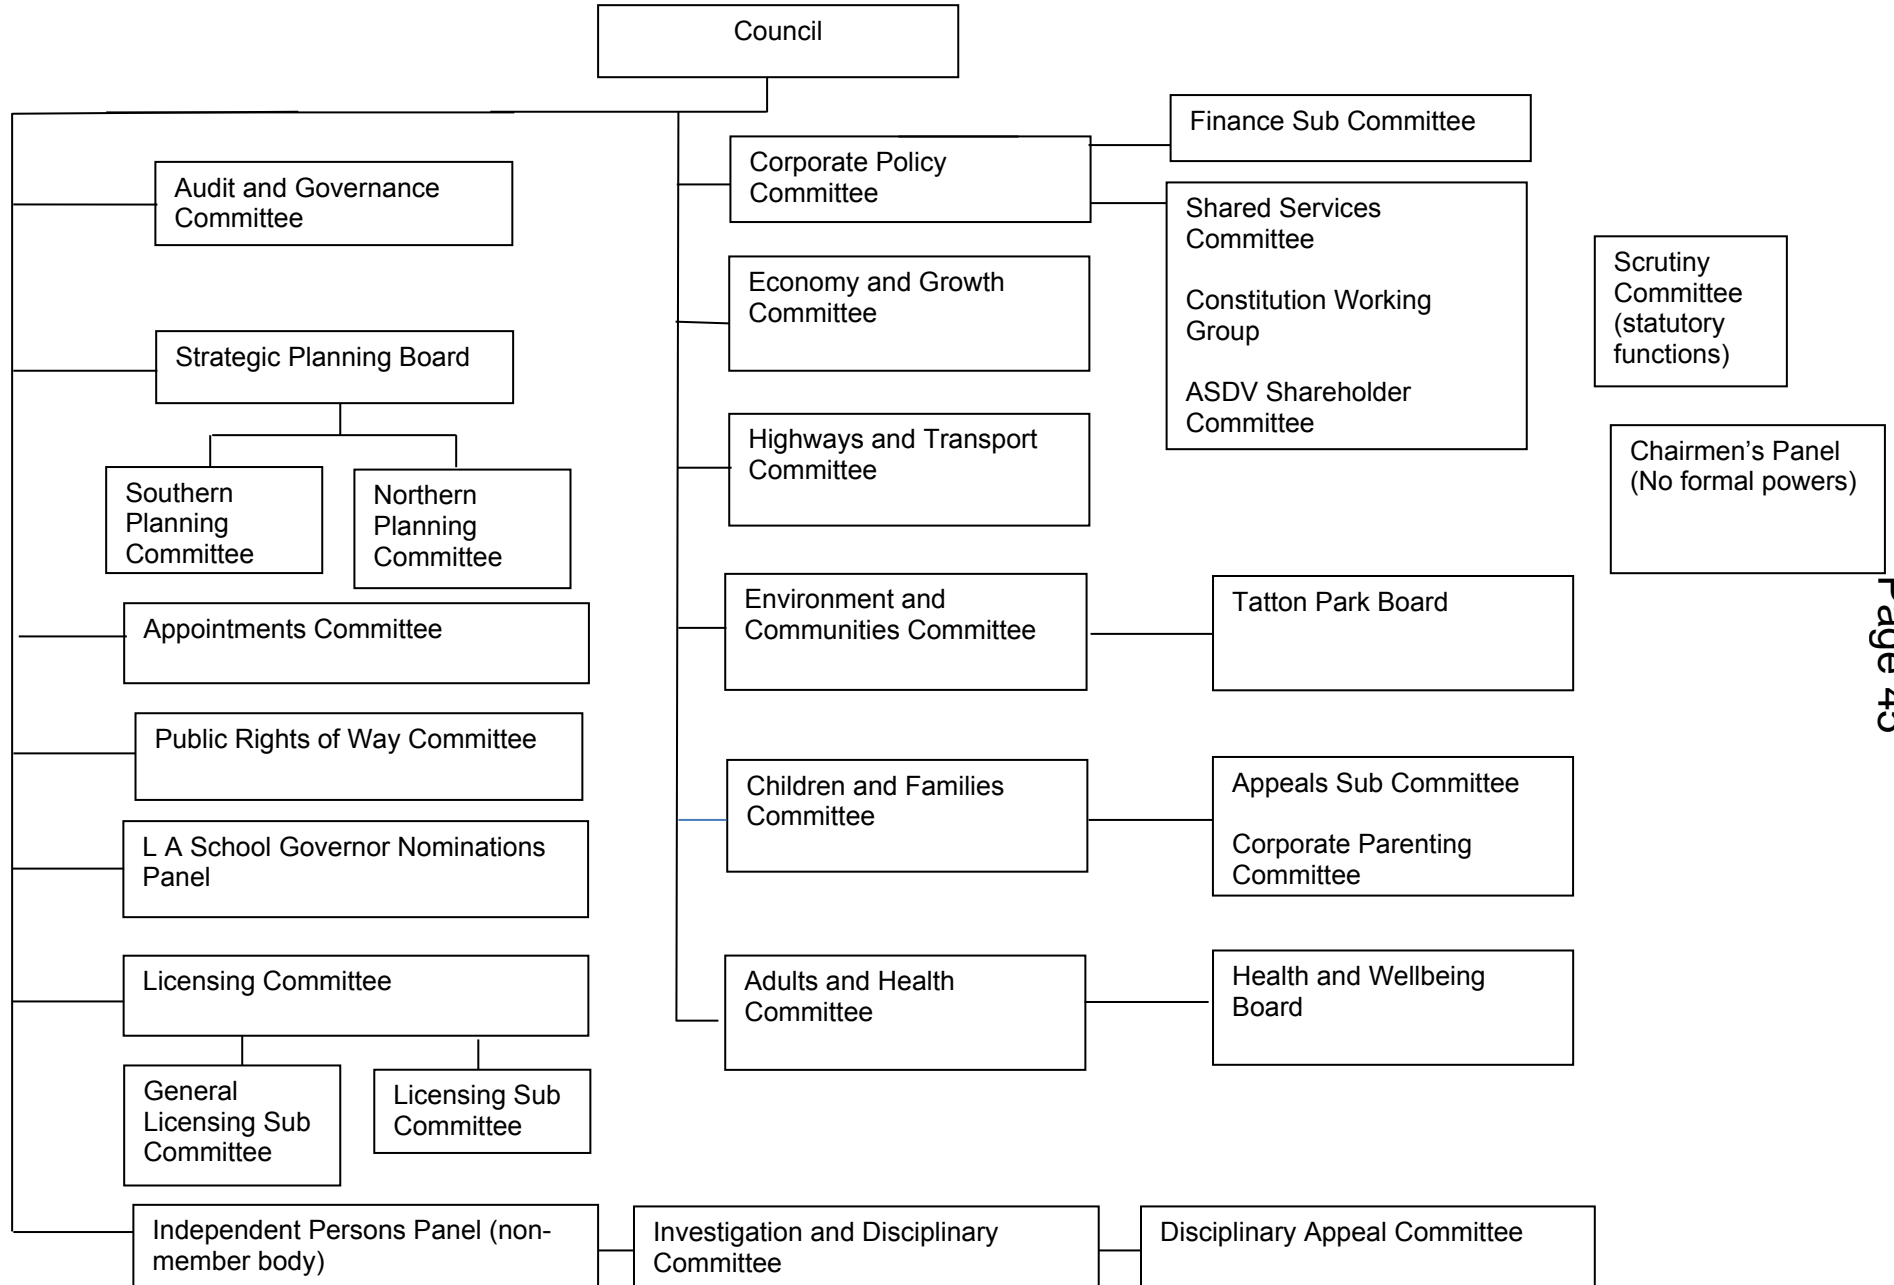 Council
Finance Sub Committee
Corporate Policy
Committee
Audit and Governance
Committee
Shared Services
Committee
Constitution Working
Group
ASDV Shareholder
Committee
Scrutiny
Committee
(statutory
functions)
Economy and Growth
Committee
Strategic Planning Board
Highways and Transport
Committee
Chairmen’s Panel
(No formal powers)
Southern
Planning
Committee
Northern
Planning
Committee
Environment and
Communities Committee
Tatton Park Board
Page 45
Appointments Committee
Public Rights of Way Committee
Children and Families
Committee
Appeals Sub Committee
Corporate Parenting
Committee
L A School Governor Nominations
Panel
Licensing Committee
Adults and Health
Committee
Health and Wellbeing
Board
General
Licensing Sub
Committee
Licensing Sub
Committee
Independent Persons Panel (non-
member body)
Investigation and Disciplinary
Committee
Disciplinary Appeal Committee